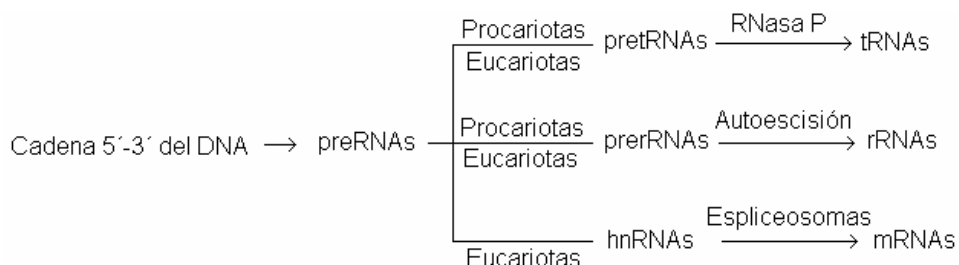 Procariotas
Eucariotas
pretRNAs
RNasa P
tRNAs
Cadena 5´-3´ del DNA
preRNAs
Procariotas
Eucariotas
prerRNAs
Autoescisión
rRNAs
Eucariotas
hnRNAs
Espliceosomas
mRNAs